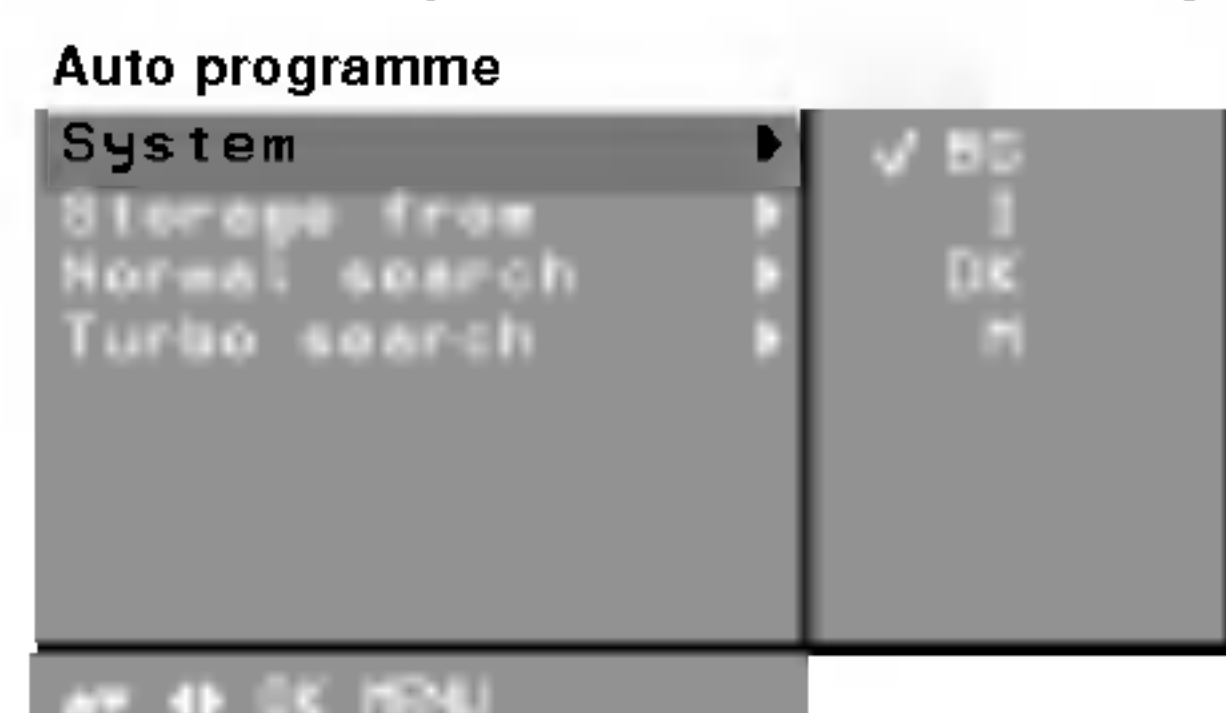 Auto programme
System
Storage from
Normal search
Turbo search
✓ BG
I
DK
M
OK MENU